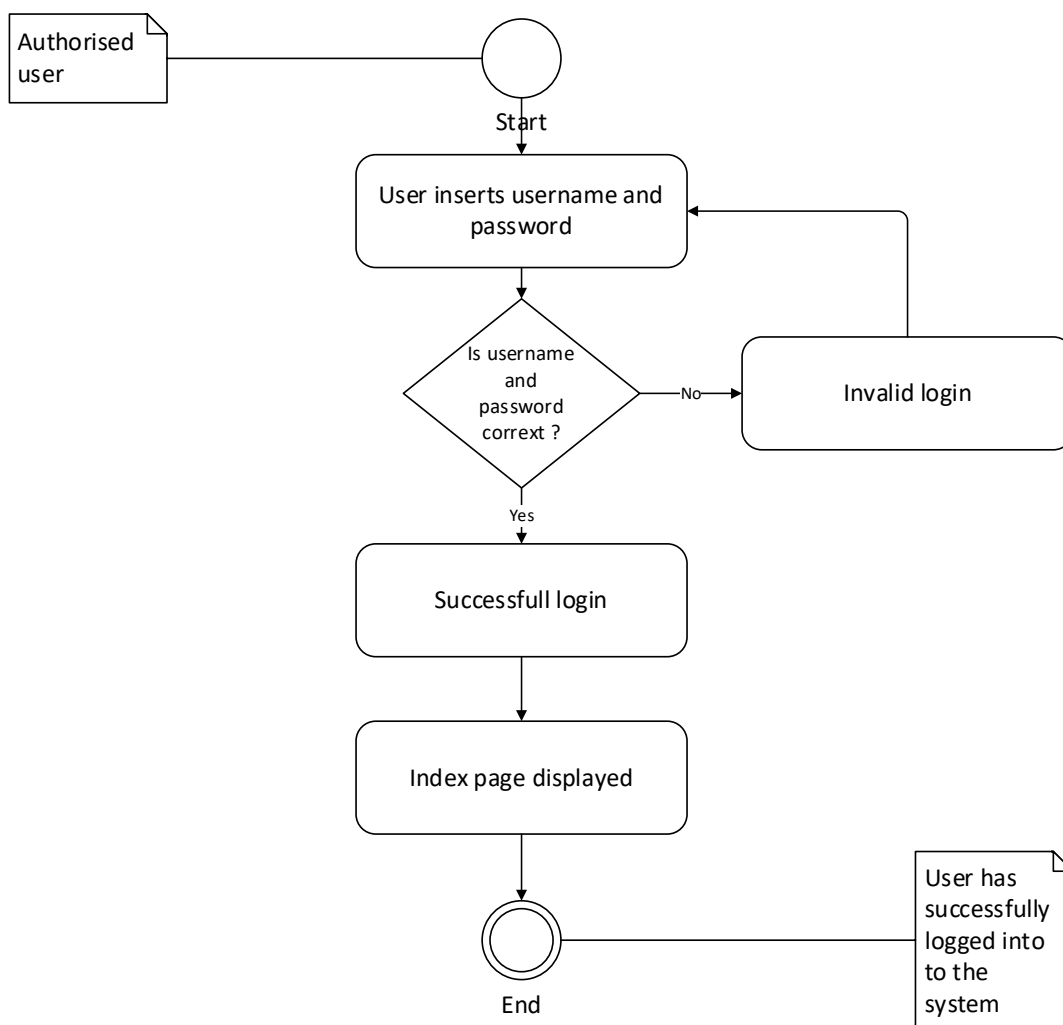 Authorised
user
Start
User inserts username and
password
Is username
and
password
corrext ?
No
Invalid login
Yes
Successfull login
Index page displayed
User has
successfully
logged into
to the
system
End